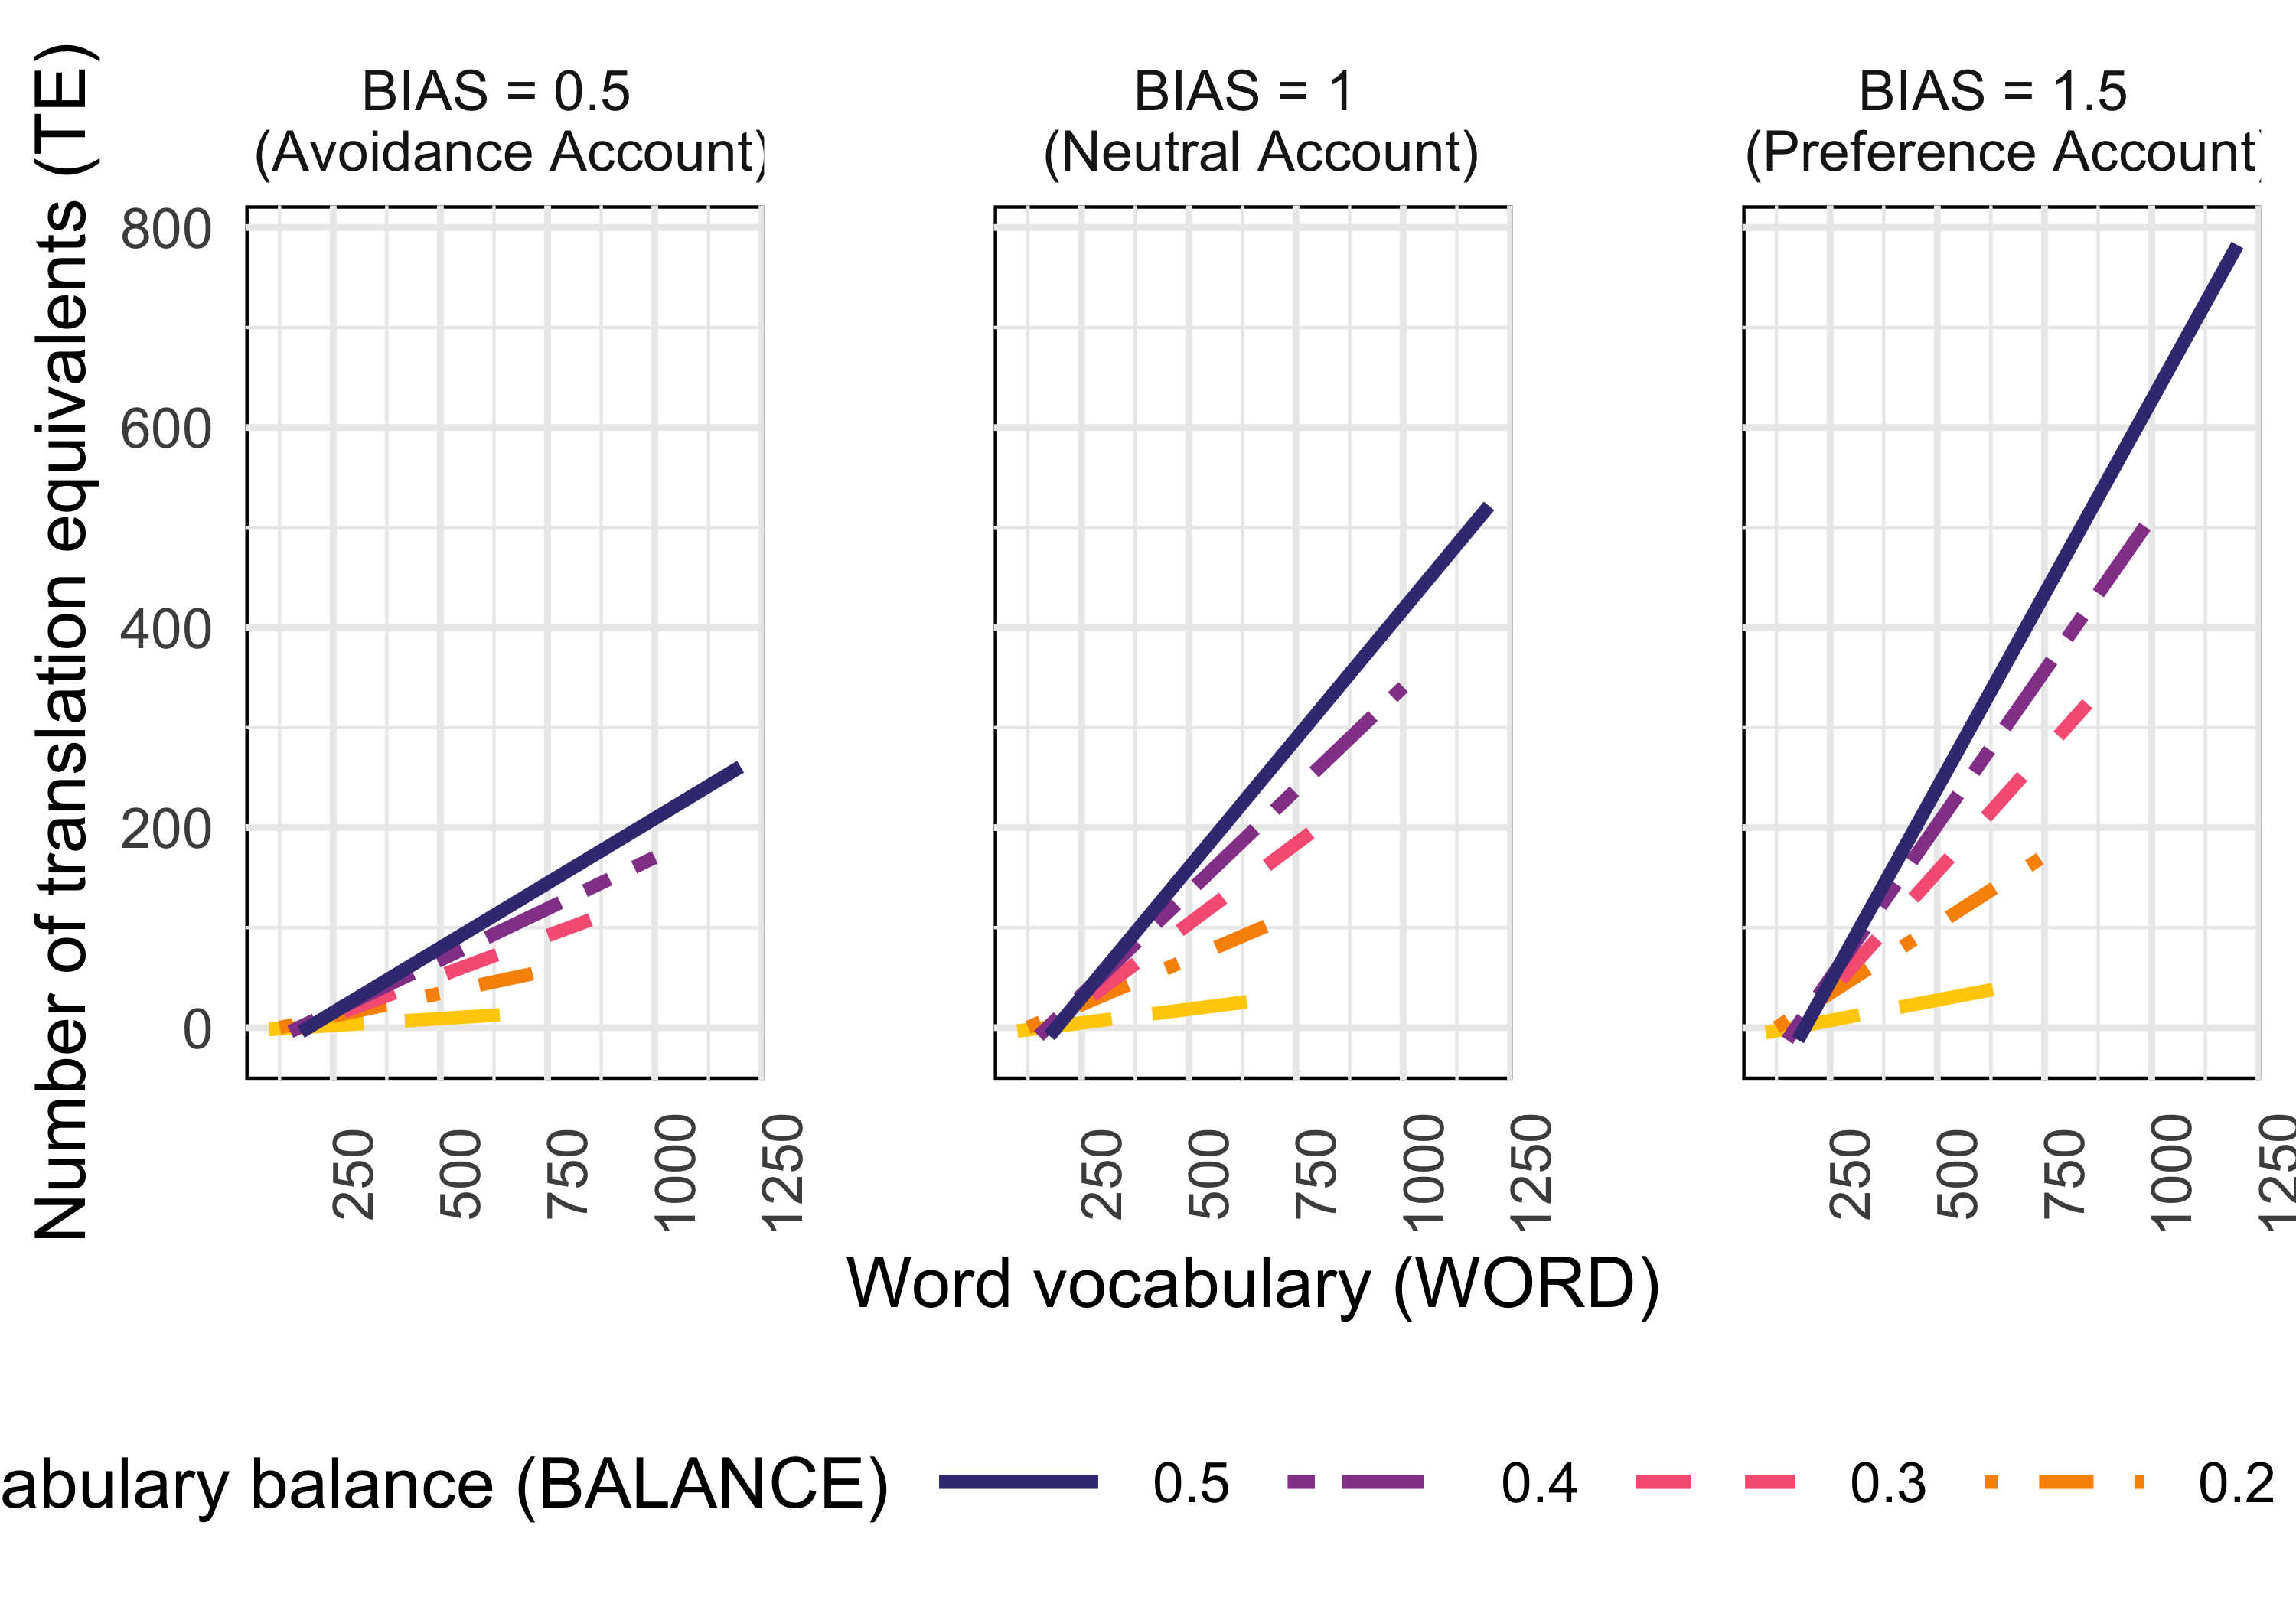 Number of translation equivalents (TE)
BIAS = 0.5
(Avoidance Account)
BIAS = 1
(Neutral Account)
BIAS = 1.5
(Preference Account
800
600
400
200
0
250
500
750
1000
1250
250
500
750
1000
1250
250
500
750
1000
1250
Word vocabulary (WORD)
abulary balance (BALANCE) 0.5 0.4 0.3 0.2